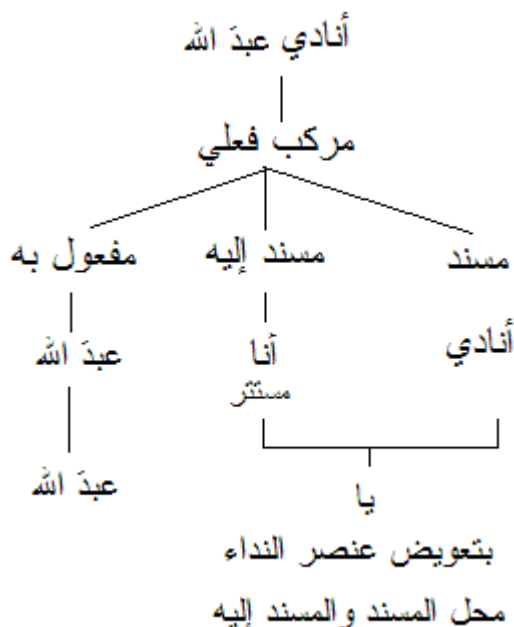 أنادي عبدَ الله
مركب فعلي
مسند مسند إليه مفعول به
أنادي أنا عبدَ الله
مستتر
عبدَ الله
يا
بتعويض عنصر النداء
محل المسند والمسند إليه